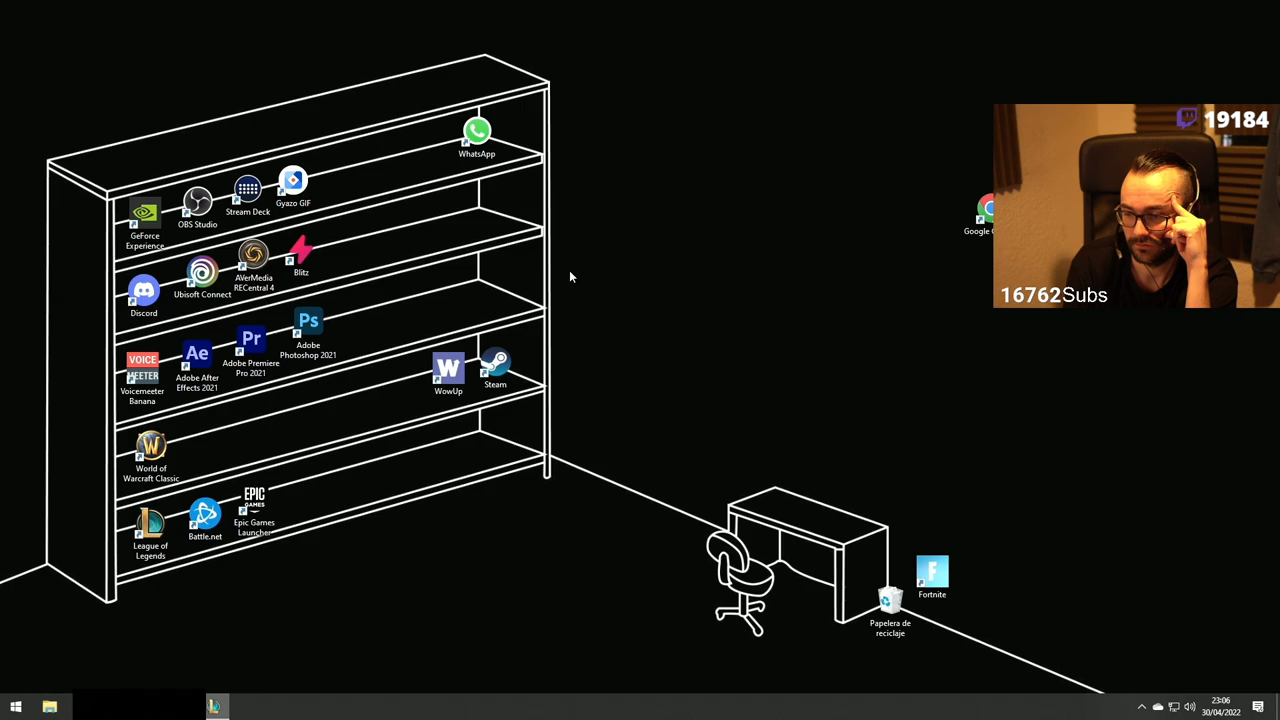 19184
WhatsApp
Gyazo GIF
Stream Deck
OBS Studio
GeForce
Experience
Google C
Blitz
AVerMedia
RECentral 4
Ubisoft Connect
Discord
16762Subs
Ps
Adobe
Photoshop 2021
Pr
Adobe Premiere
Pro 2021
Ae
Adobe After
Effects 2021
VOICE
MEETER
Voicemeeter
Banana
W
WowUp
Steam
W
World of
Warcraft Classic
EPIC
GAMES
Epic Games
Launcher
Battle.net
L
League of
Legends
F
Fortnite
Papelera de
reciclaje
23:06
30/04/2022